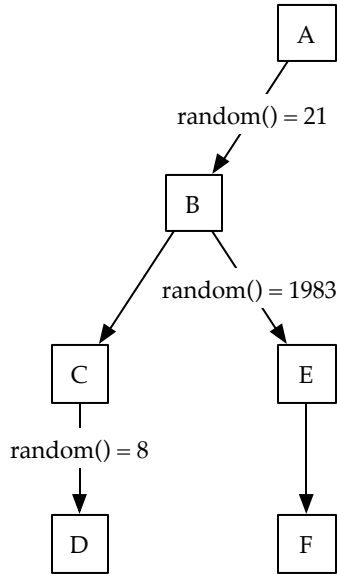 A
random() = 21
B
random() = 1983
C
E
random() = 8
D
F